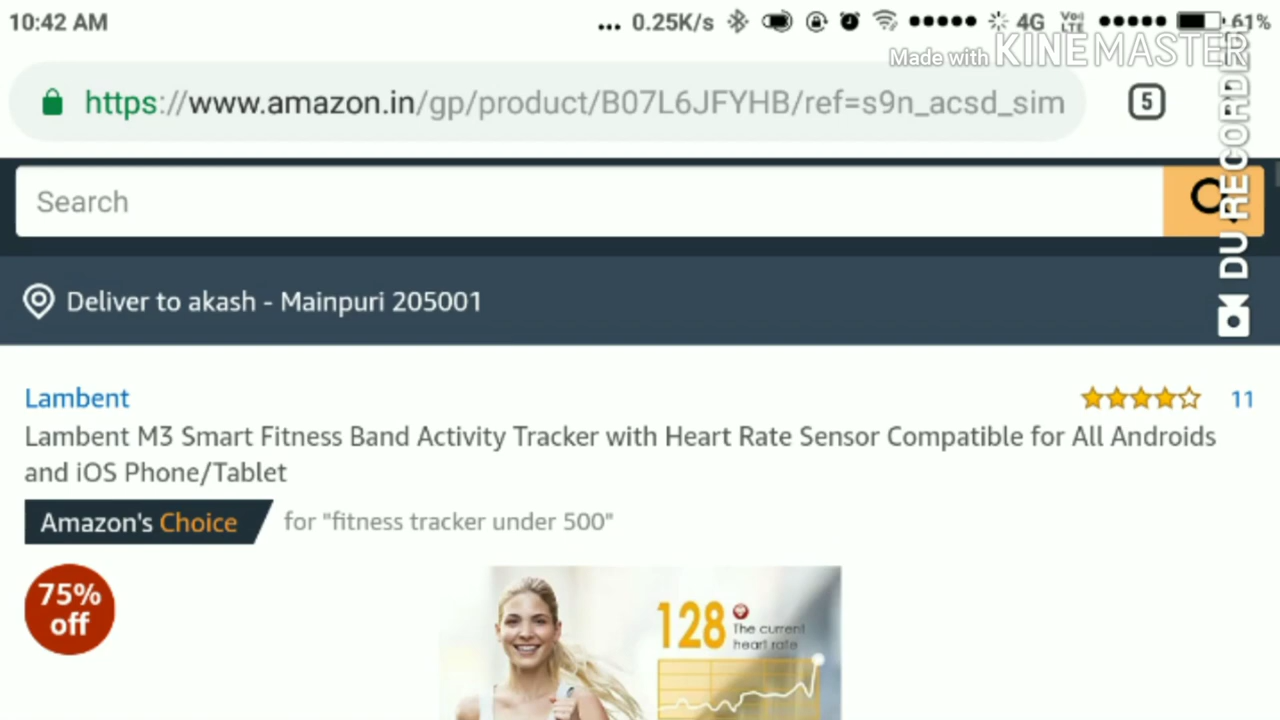 10:42 AM
... 0.25K/s 4G Vo) LTE 61%
Made with KINEMASTER
https://www.amazon.in/gp/product/B07L6JFYHB/ref=s9n_acsd_sim
5
DU RECORDER
Search
Deliver to akash - Mainpuri 205001
Lambent
11
Lambent M3 Smart Fitness Band Activity Tracker with Heart Rate Sensor Compatible for All Androids
and iOS Phone/Tablet
Amazon's Choice for "fitness tracker under 500"
75%
off
128
The current
heart rate